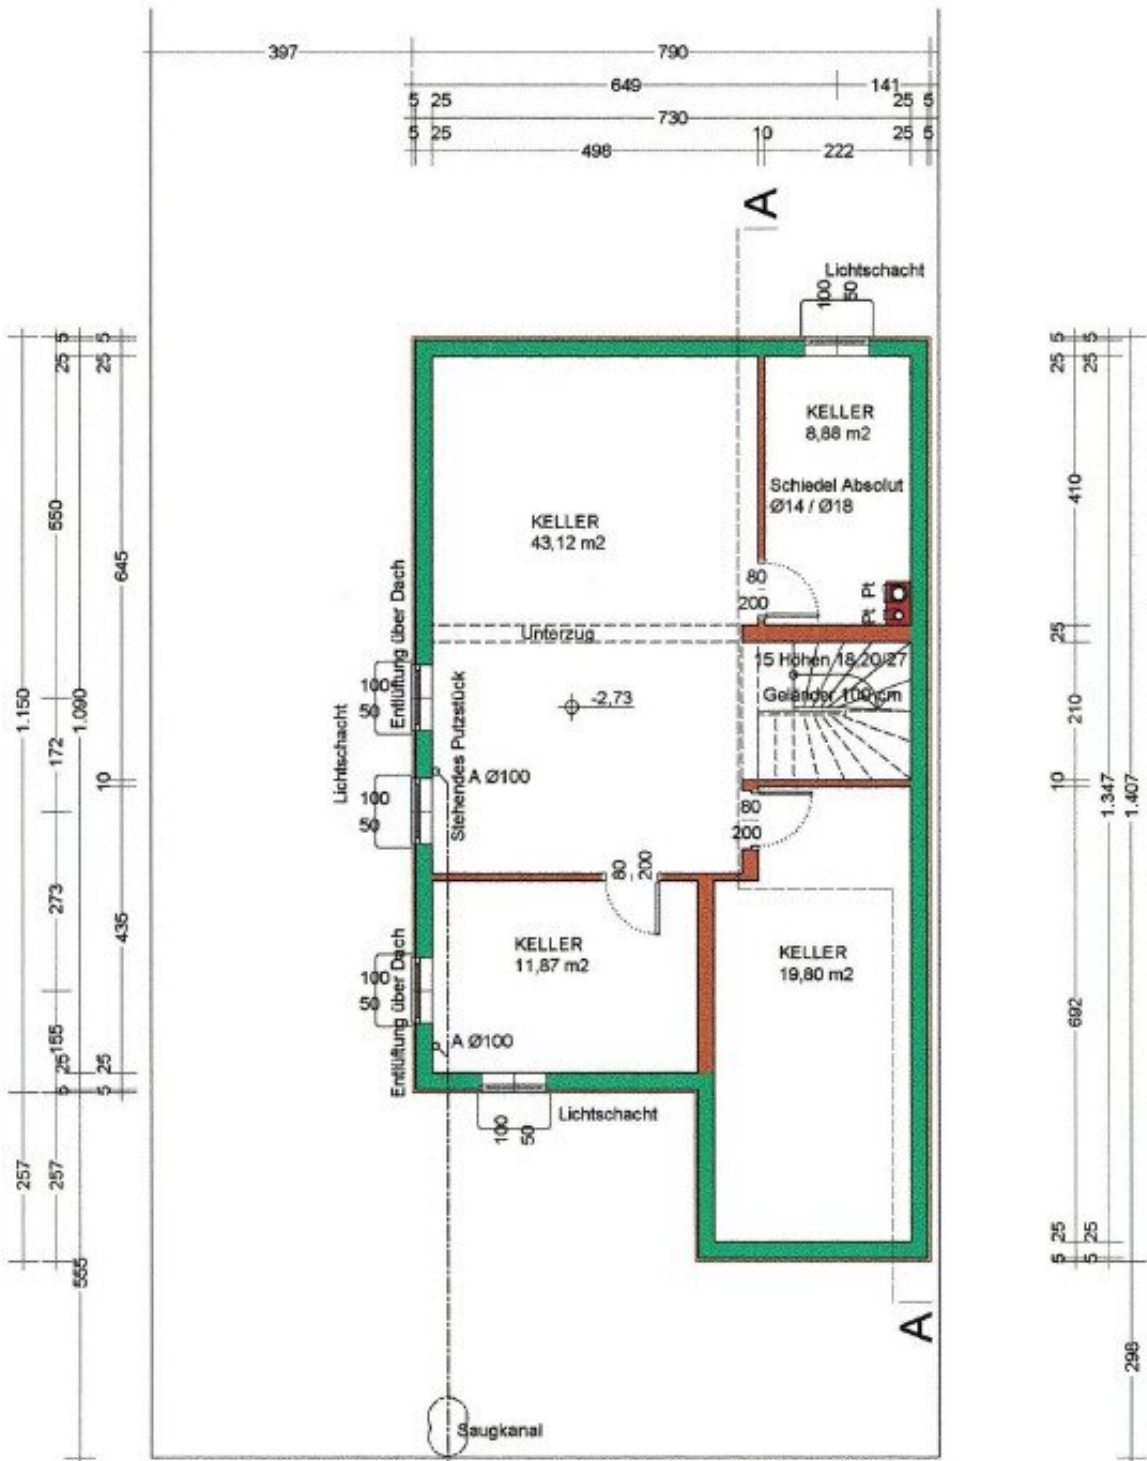 397
790
649
141
5 25
25 5
730
5 25
10
25 5
498
222
A
Lichtschacht
100
50
KELLER
8,88 m2
Schiedel Absolut
Ø14 / Ø18
KELLER
43,12 m2
80
200
Pt Pt
Unterzug
15 Höhen 18,20/27
Geländer 100 cm
-2,73
Entlüftung über Dach
100
50
Lichtschacht
Stehendes Putzstück
A Ø100
100
50
80
200
80
200
KELLER
11,87 m2
KELLER
19,80 m2
Entlüftung über Dach
100
50
A Ø100
Lichtschacht
100
50
A
Saugkanal
1.150
257
25 5
550
172
273
155
5 25
257
1.090
555
25 5
645
10
435
5 25
25 5
410
25
210
10
692
5 25
25 5
1.347
5 25
1.407
298